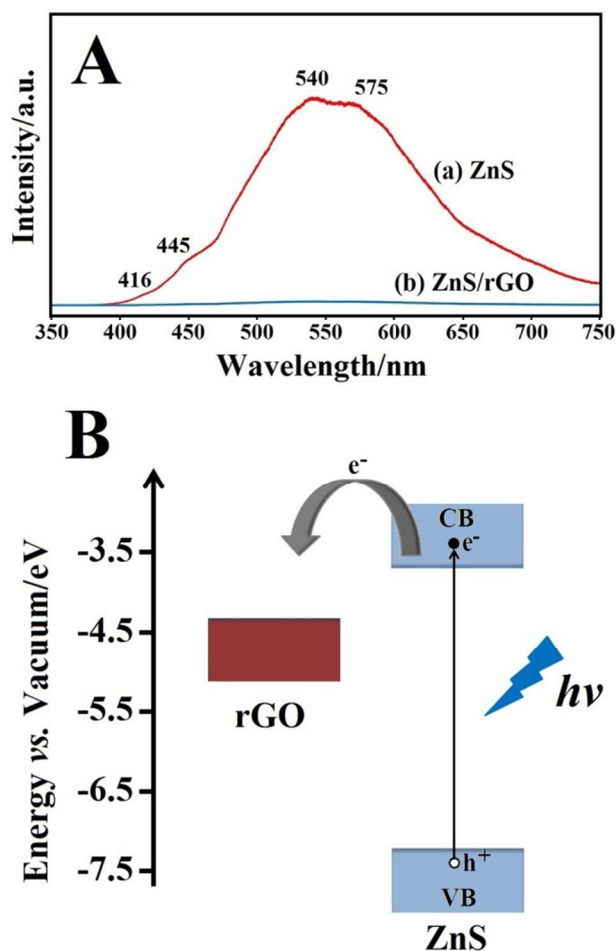 A
Intensity/a.u.
540
575
(a) ZnS
445
416
(b) ZnS/rGO
350 400 450 500 550 600 650 700 750
Wavelength/nm
B
Energy vs. Vacuum/eV
e-
CB
e-
-3.5
-4.5
-5.5
-6.5
-7.5
rGO
hν
h+
VB
ZnS